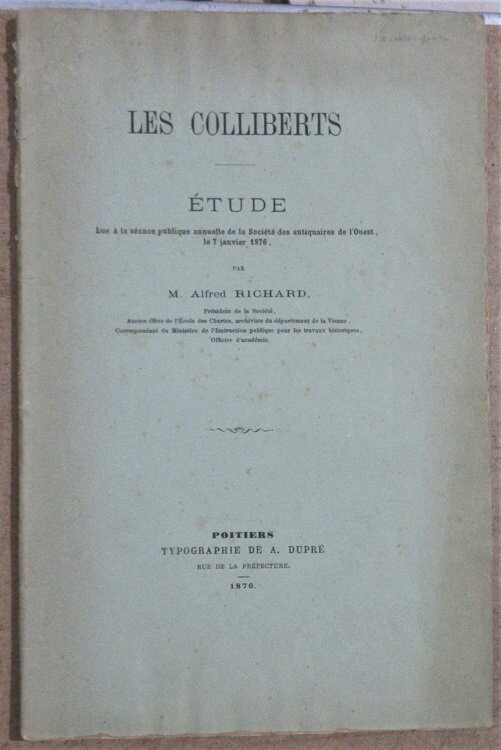 LES COLLIBERTS
ÉTUDE
Lue à la séance publique annuelle de la Société des antiquaires de l'Ouest,
le 7 janvier 1876,
PAR
M. Alfred RICHARD,
Président de la Société,
Ancien élève de l'École des Chartes, archiviste du département de la Vienne,
Correspondant du Ministère de l'Instruction publique pour les travaux historiques,
Officier d'académie.
POITIERS
TYPOGRAPHIE DE A. DUPRÉ
RUE DE LA PRÉFECTURE.
1876.